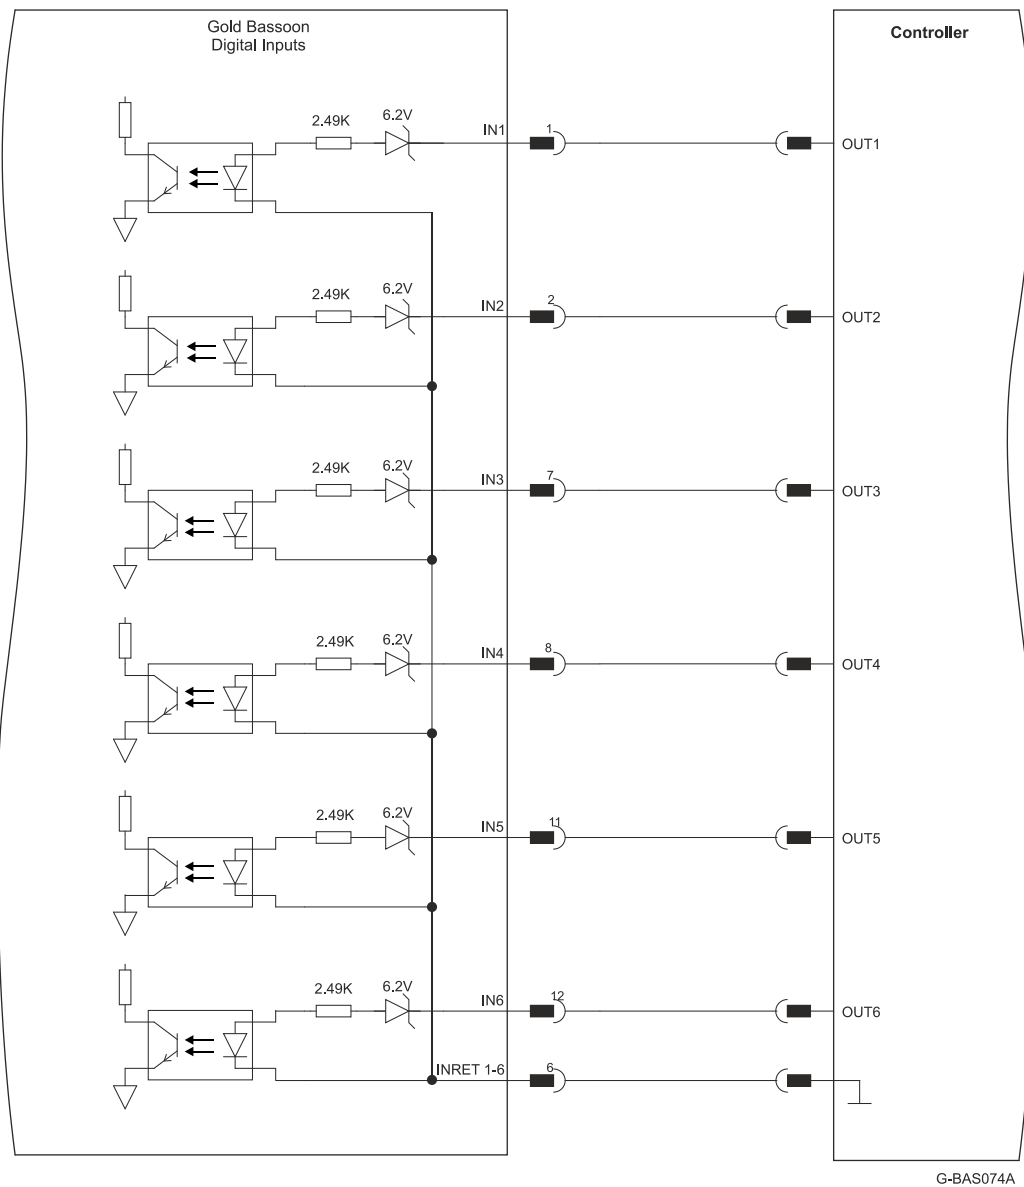 Gold Bassoon
Digital Inputs
Controller
2.49K
6.2V
IN1
1
OUT1
2.49K
6.2V
IN2
2
OUT2
2.49K
6.2V
IN3
7
OUT3
2.49K
6.2V
IN4
8
OUT4
2.49K
6.2V
IN5
11
OUT5
2.49K
6.2V
IN6
12
OUT6
INRET 1-6
6
G-BAS074A